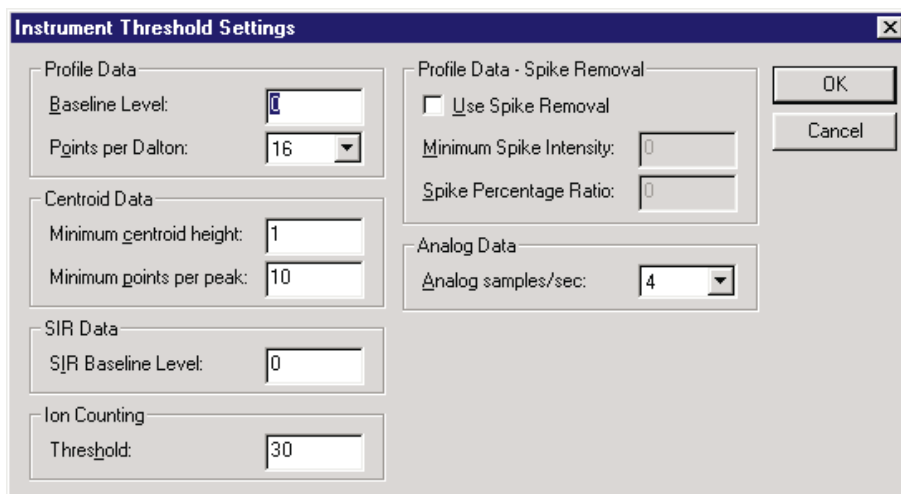 Instrument Threshold Settings
Profile Data
Baseline Level: 0
Points per Dalton: 16
Centroid Data
Minimum centroid height: 1
Minimum points per peak: 10
SIR Data
SIR Baseline Level: 0
Ion Counting
Threshold: 30
Profile Data - Spike Removal
Use Spike Removal
Minimum Spike Intensity: 0
Spike Percentage Ratio: 0
Analog Data
Analog samples/sec: 4
OK
Cancel